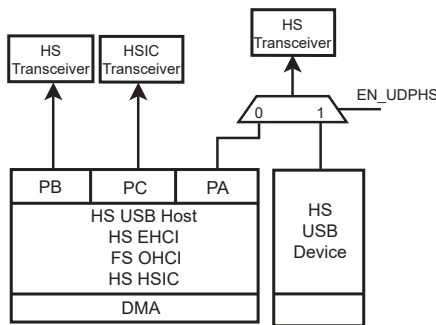 HS
Transceiver
HSIC
Transceiver
HS
Transceiver
EN_UDPHS
0
1
PB
PC
PA
HS USB Host
HS EHCI
FS OHCI
HS HSIC
DMA
HS
USB
Device